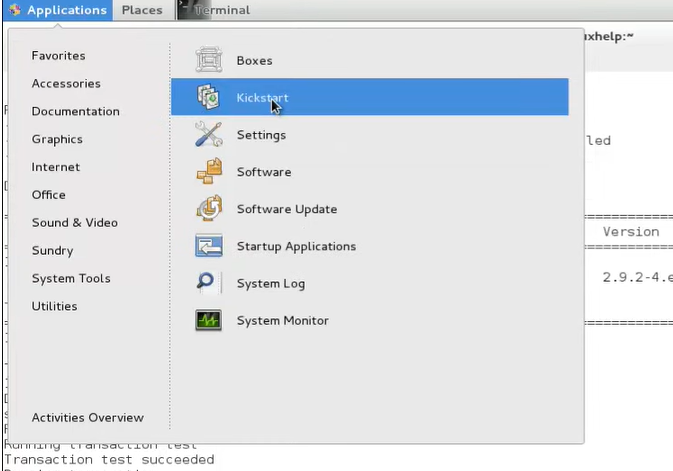 Applications Places Terminal
uxhelp:~
Favorites
Accessories
Documentation
Graphics
Internet
Office
Sound & Video
Sundry
System Tools
Utilities
Activities Overview
Boxes
Kickstart
Settings
Software
Software Update
Startup Applications
System Log
System Monitor
led
Version
2.9.2-4.e
Running transaction test
Transaction test succeeded